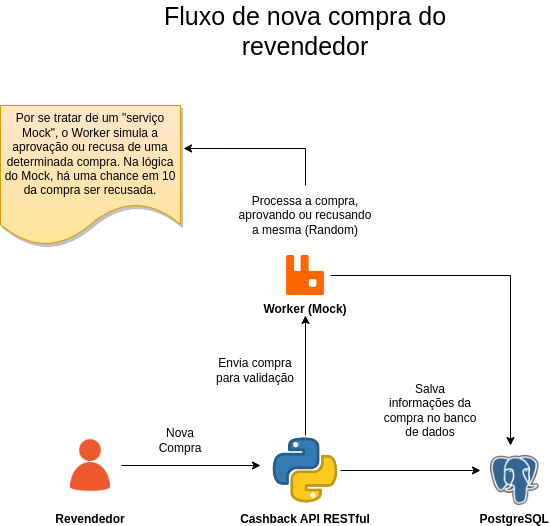 Fluxo de nova compra do
revendedor
Por se tratar de um "serviço
Mock", o Worker simula a
aprovação ou recusa de uma
determinada compra. Na lógica
do Mock, há uma chance em 10
da compra ser recusada.
Processa a compra,
aprovando ou recusando
a mesma (Random)
Worker (Mock)
Envia compra
para validação
Salva
informações da
compra no banco
de dados
Nova
Compra
Revendedor
Cashback API RESTful
PostgreSQL